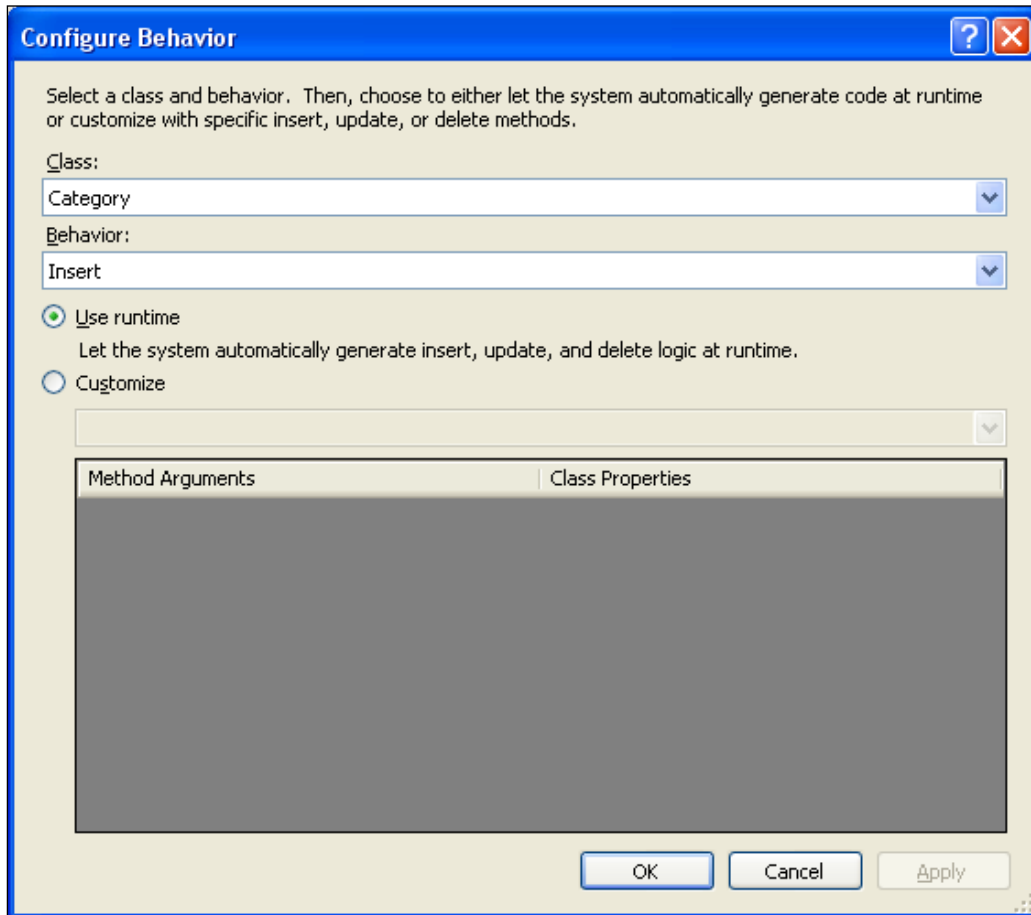 Configure Behavior
Select a class and behavior. Then, choose to either let the system automatically generate code at runtime
or customize with specific insert, update, or delete methods.
Class:
Category
Behavior:
Insert
Use runtime
Let the system automatically generate insert, update, and delete logic at runtime.
Customize
Method Arguments Class Properties
OK Cancel Apply